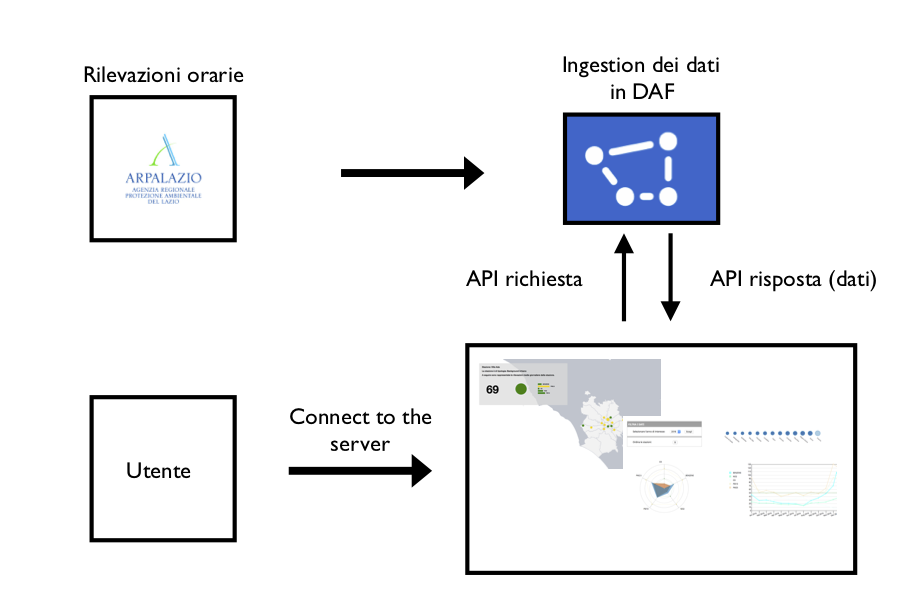 Rilevazioni orarie
Ingestion dei dati
in DAF
ARPALAZIO
AGENZIA REGIONALE
PROTEZIONE AMBIENTALE
DEL LAZIO
API richiesta
API risposta (dati)
Connect to the
server
Utente
69